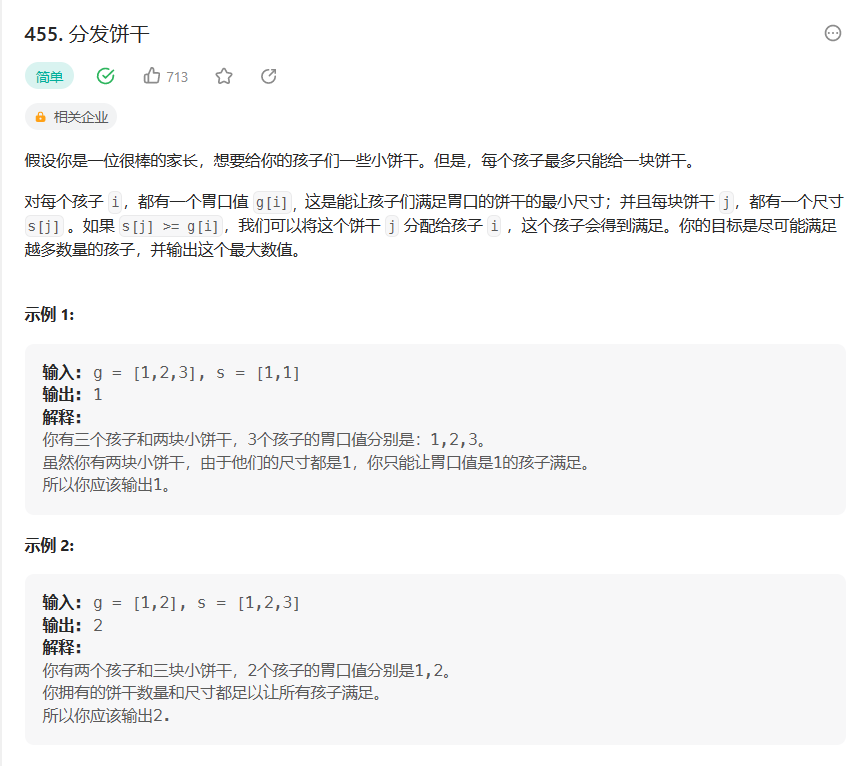 455. 分发饼干
简单
713
相关企业
假设你是一位很棒的家长，想要给你的孩子们一些小饼干。但是，每个孩子最多只能给一块饼干。
对每个孩子 i，都有一个胃口值 g[i]，这是能让孩子们满足胃口的饼干的最小尺寸；并且每块饼干 j，都有一个尺寸
s[j] 。如果 s[j] >= g[i]，我们可以将这个饼干 j 分配给孩子 i ，这个孩子会得到满足。你的目标是尽可能满足
越多数量的孩子，并输出这个最大数值。
示例 1:
输入: g = [1,2,3], s = [1,1]
输出: 1
解释:
你有三个孩子和两块小饼干，3个孩子的胃口值分别是：1,2,3。
虽然你有两块小饼干，由于他们的尺寸都是1，你只能让胃口值是1的孩子满足。
所以你应该输出1。
示例 2:
输入: g = [1,2], s = [1,2,3]
输出: 2
解释:
你有两个孩子和三块小饼干，2个孩子的胃口值分别是1,2。
你拥有的饼干数量和尺寸都足以让所有孩子满足。
所以你应该输出2.